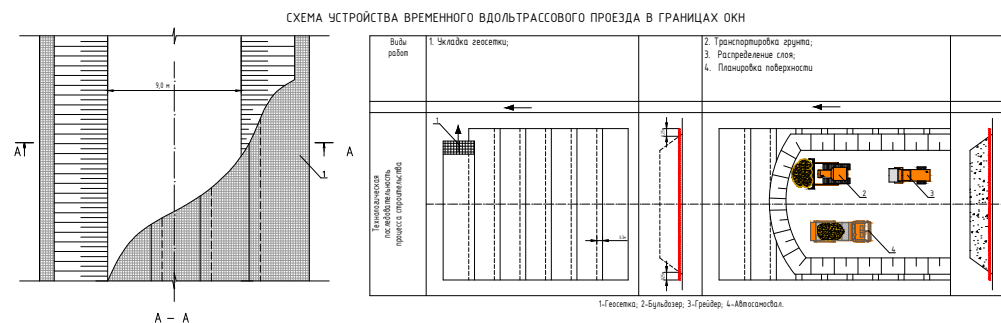 СХЕМА УСТРОЙСТВА ВРЕМЕННОГО ВДОЛЬТРАССОВОГО ПРОЕЗДА В ГРАНИЦАХ ОКН
9,0 м
А
А
1
А – А
Виды
работ
1. Укладка геосетки;
2. Транспортировка грунта;
3. Распределение слоя;
4. Планировка поверхности
Технологическая
последовательность
процесса строительства
1
2
3
4
1-Геосетка; 2-Бульдозер; 3-Грейдер; 4-Автосамосвал.